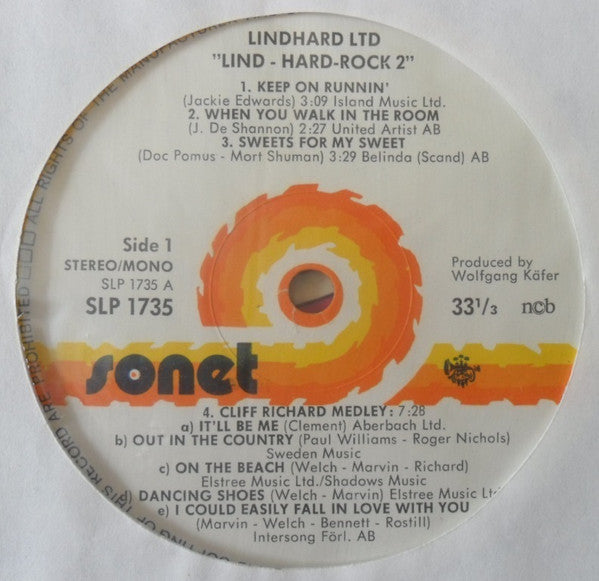 LINDHARD LTD
"LIND - HARD-ROCK 2"
1. KEEP ON RUNNIN'
(Jackie Edwards) 3:09 Island Music Ltd.
2. WHEN YOU WALK IN THE ROOM
(J. De Shannon) 2:27 United Artist AB
3. SWEETS FOR MY SWEET
(Doc Pomus - Mort Shuman) 3:29 Belinda (Scand) AB
Side 1
STEREO/MONO
SLP 1735 A
SLP 1735
Produced by
Wolfgang Käfer
33 1/3 ncb
sonet
4. CLIFF RICHARD MEDLEY: 7:28
a) IT'LL BE ME (Clement) Aberbach Ltd.
b) OUT IN THE COUNTRY (Paul Williams - Roger Nichols)
Sweden Music
c) ON THE BEACH (Welch - Marvin - Richard)
Elstree Music Ltd./Shadows Music
) DANCING SHOES (Welch - Marvin) Elstree Music Ltd.
e) I COULD EASILY FALL IN LOVE WITH YOU
(Marvin - Welch - Bennett - Rostill)
Intersong Förl. AB
OF THIS RECORD ARE PROHIBITED ALL RIGHTS OF THE MANUFACTURER